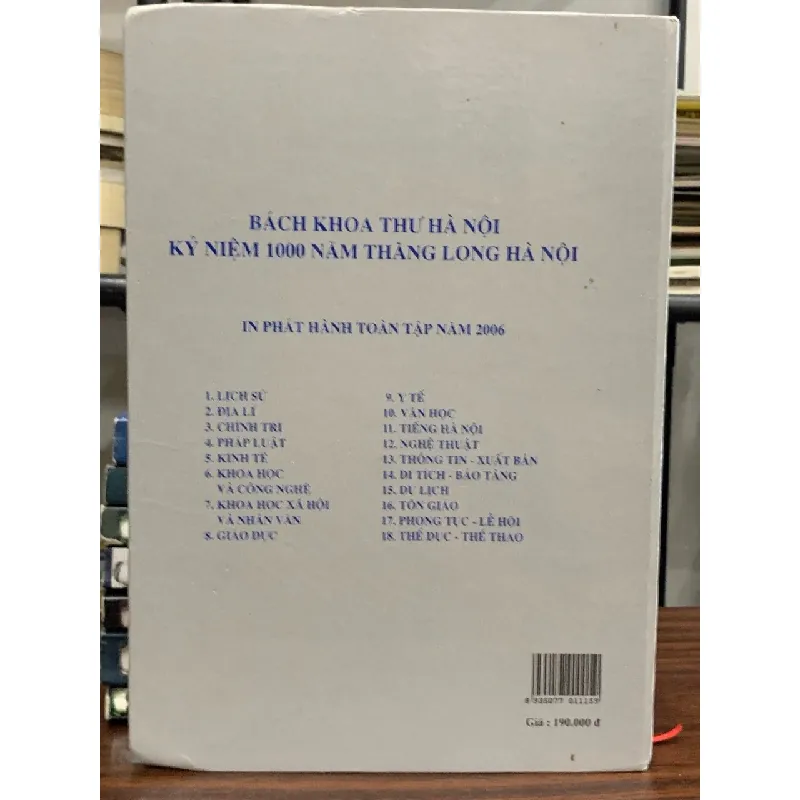 BÁCH KHOA THƯ HÀ NỘI
KỶ NIỆM 1000 NĂM THĂNG LONG HÀ NỘI
IN PHÁT HÀNH TOÀN TẬP NĂM 2006
1. LỊCH SỬ
2. ĐỊA LÍ
3. CHÍNH TRỊ
4. PHÁP LUẬT
5. KINH TẾ
6. KHOA HỌC
VÀ CÔNG NGHỆ
7. KHOA HỌC XÃ HỘI
VÀ NHÂN VĂN
8. GIÁO DỤC
9. Y TẾ
10. VĂN HỌC
11. TIẾNG HÀ NỘI
12. NGHỆ THUẬT
13. THÔNG TIN - XUẤT BẢN
14. DI TÍCH - BẢO TÀNG
15. DU LỊCH
16. TÔN GIÁO
17. PHONG TỤC - LỄ HỘI
18. THỂ DỤC - THỂ THAO
8 935077 011159
Giá : 190.000 đ